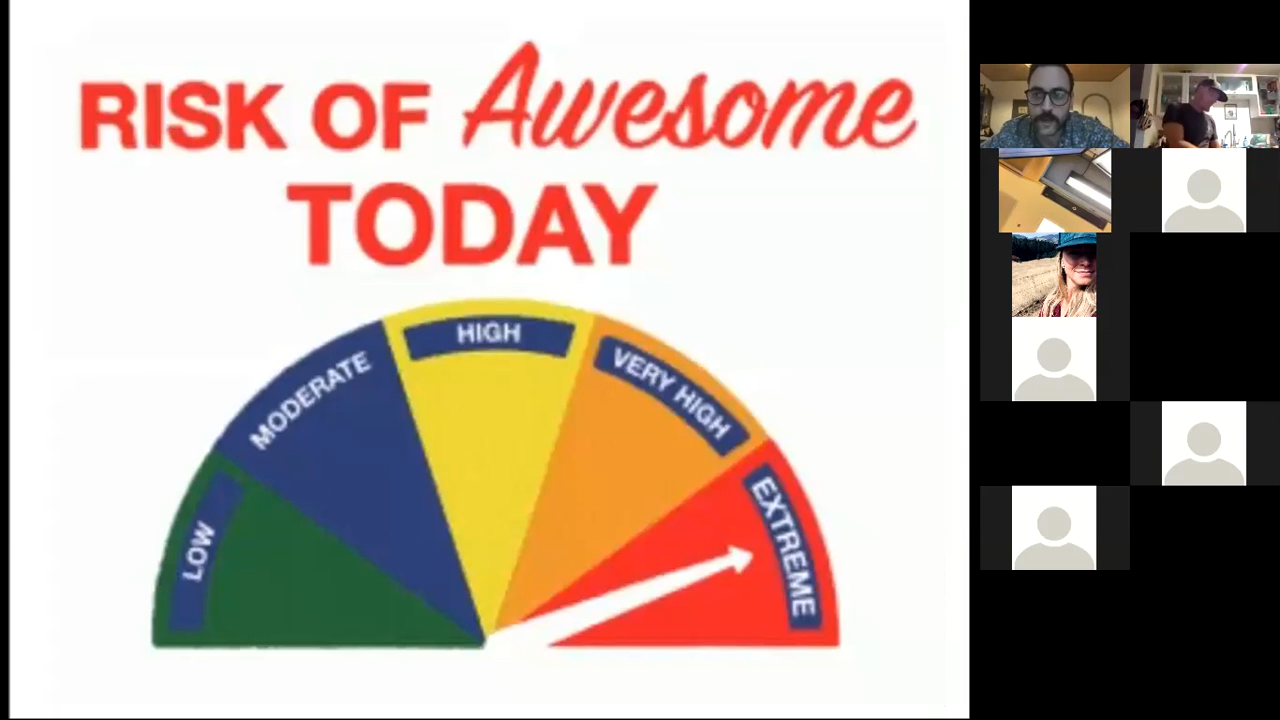 RISK OF Awesome
TODAY
LOW
MODERATE
HIGH
VERY HIGH
EXTREME